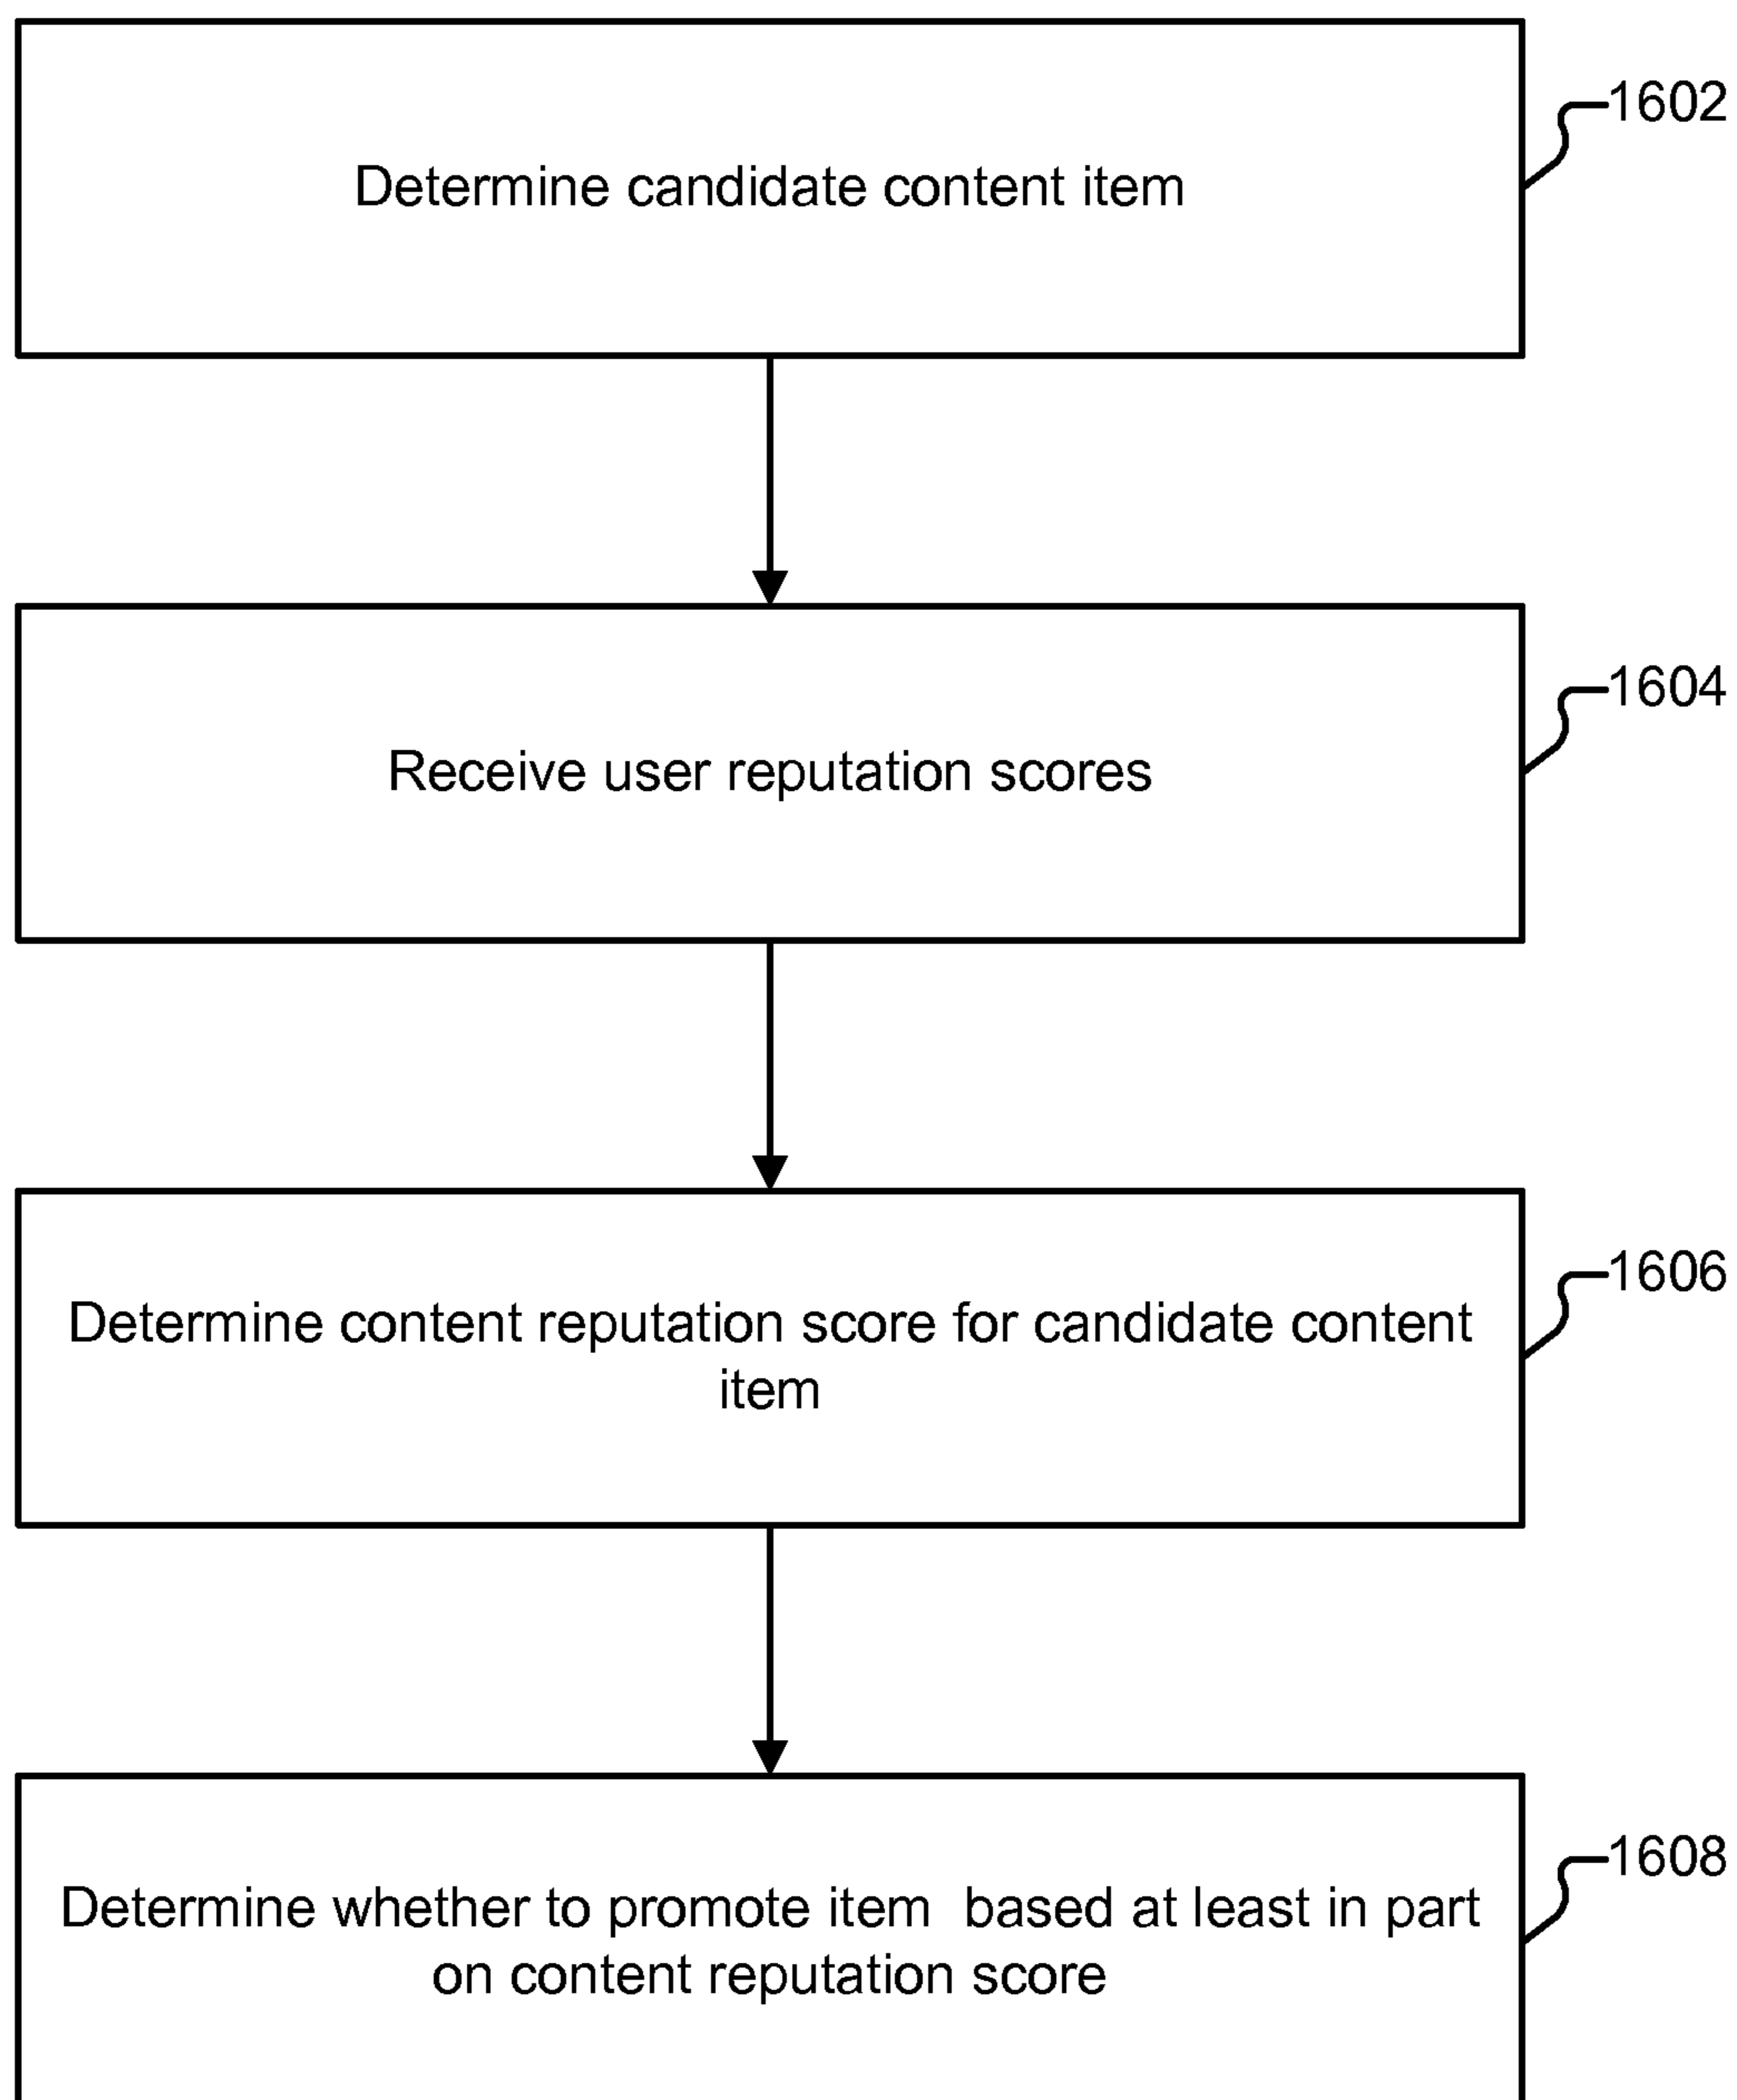 1602
Determine candidate content item
1604
Receive user reputation scores
1606
Determine content reputation score for candidate content
item
1608
Determine whether to promote item  based at least in part
on content reputation score